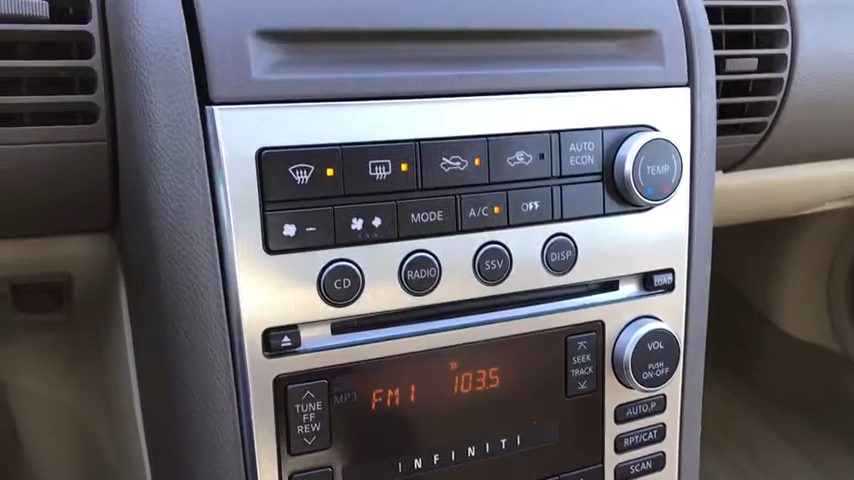 AUTO
ECON
TEMP
MODE
A/C
OFF
CD
RADIO
SSV
DISP
LOAD
TUNE
FF
REW
MP3
FM1
ST
103.5
SEEK
TRACK
VOL
PUSH
ON·OFF
AUTO.P
RPT/CAT
SCAN
INFINITI